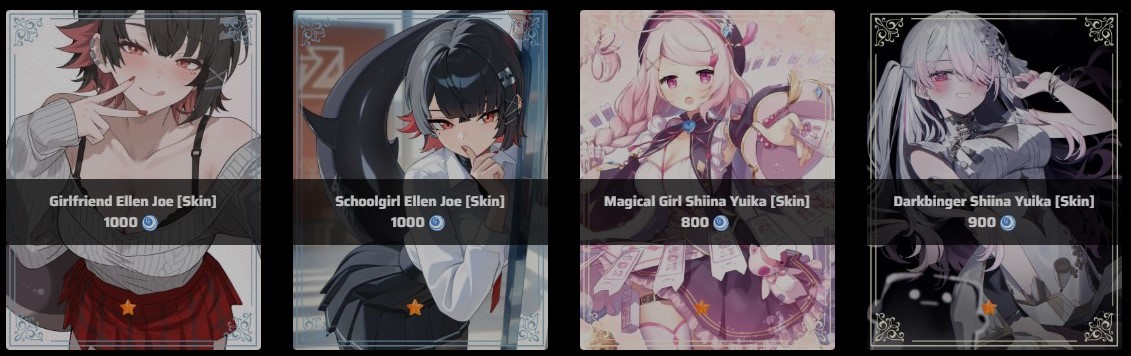 Girlfriend Ellen Joe [Skin]
1000
Schoolgirl Ellen Joe [Skin]
1000
Magical Girl Shiina Yuika [Skin]
800
Darkbinger Shiina Yuika [Skin]
900